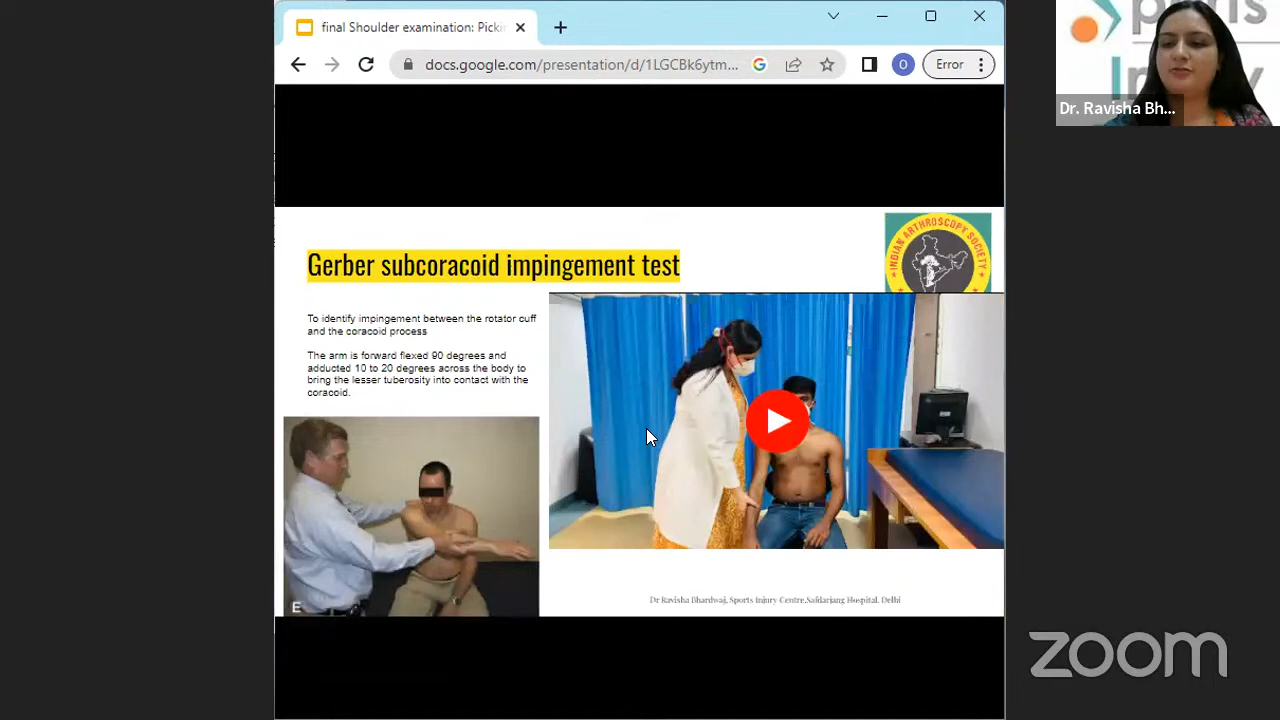 final Shoulder examination: Picki
docs.google.com/presentation/d/1LGCBk6ytm...
O
Error
Sports
Injury
Dr. Ravisha Bh...
Gerber subcoracoid impingement test
INDIAN ARTHROSCOPY SOCIETY
To identify impingement between the rotator cuff
and the coracoid process
The arm is forward flexed 90 degrees and
adducted 10 to 20 degrees across the body to
bring the lesser tuberosity into contact with the
coracoid.
E
Dr Ravisha Bhardwaj, Sports Injury Centre,Safdarjang Hospital, Delhi
zoom